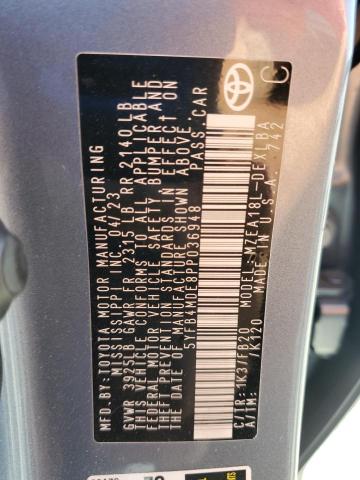 MFD. BY: TOYOTA MOTOR MANUFACTURING
MISSISSIPPI, INC. 04/23
GVWR 3925LB GAWR FR 2315LB RR 2140LB
THIS VEHICLE CONFORMS TO ALL APPLICABLE
FEDERAL MOTOR VEHICLE SAFETY, BUMPER, AND
THEFT PREVENTION STANDARDS IN EFFECT ON
THE DATE OF MANUFACTURE SHOWN ABOVE.
5YFB4MDE8PP036948 PASS.CAR
C/TR:1K3/FB20 MODEL:MZEA18L-DEXLBA
A/TM: /K120 MADE IN U.S.A. 742
TOYOTA
C